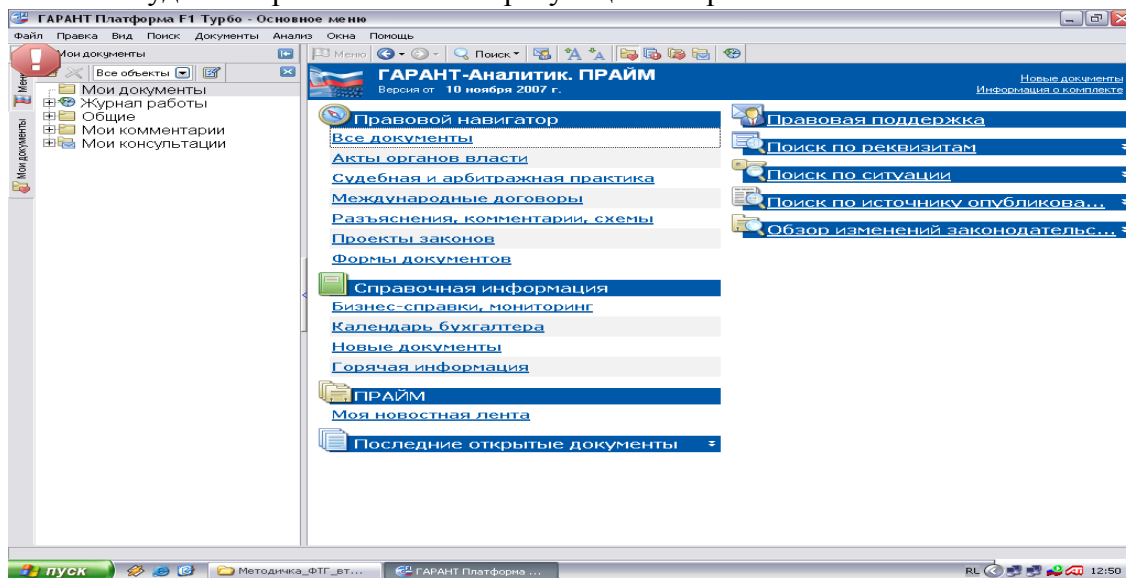 ГАРАНТ Платформа F1 Турбо - Основное меню
Файл Правка Вид Поиск Документы Анализ Окна Помощь
Мои документы
Меню Поиск
Все объекты
Мои документы
Журнал работы
Общие
Мои комментарии
Мои консультации
Мои документы
ГАРАНТ-Аналитик. ПРАЙМ
Версия от 10 ноября 2007 г.
Новые документы
Информация о комплекте
Правовой навигатор
Все документы
Акты органов власти
Судебная и арбитражная практика
Международные договоры
Разъяснения, комментарии, схемы
Проекты законов
Формы документов
Справочная информация
Бизнес-справки, мониторинг
Календарь бухгалтера
Новые документы
Горячая информация
ПРАЙМ
Моя новостная лента
Последние открытые документы
Правовая поддержка
Поиск по реквизитам
Поиск по ситуации
Поиск по источнику опубликова...
Обзор изменений законодательс...
пуск
Методичка_ФТГ_вт...
ГАРАНТ Платформа ...
RL 12:50